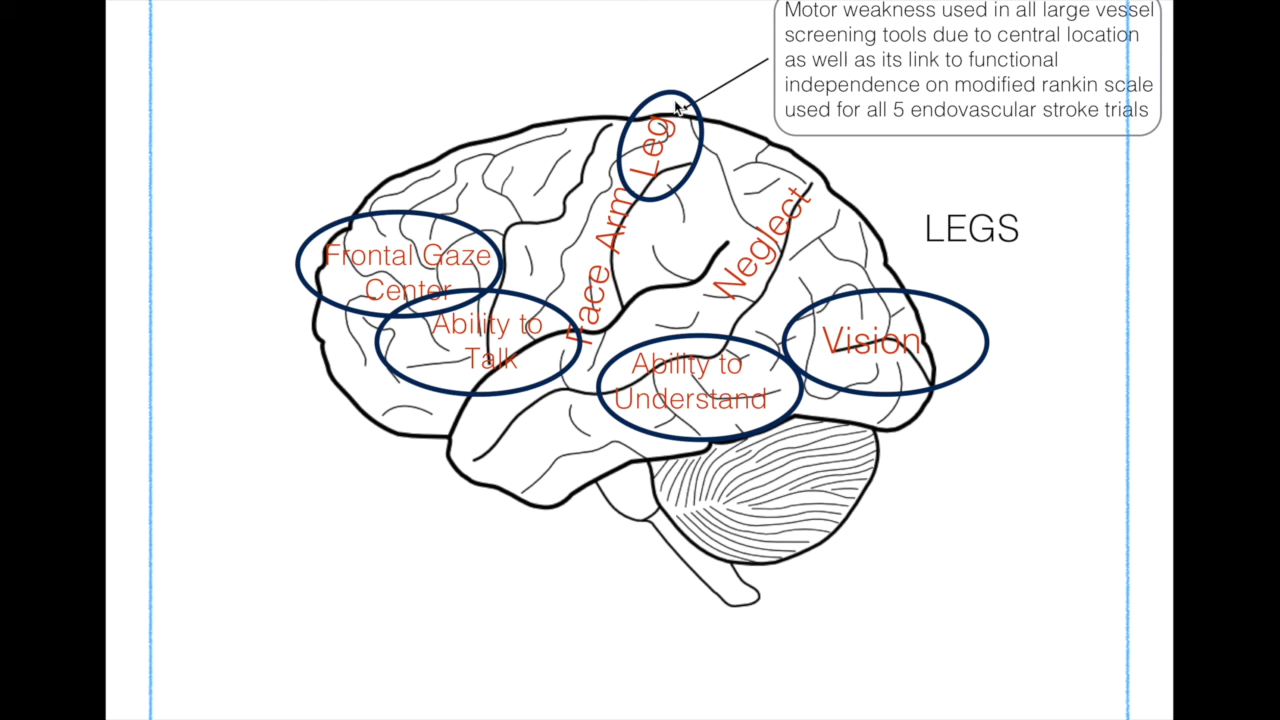 Motor weakness used in all large vessel
screening tools due to central location
as well as its link to functional
independence on modified rankin scale
used for all 5 endovascular stroke trials
Leg
Arm
Face
Neglect
LEGS
Frontal Gaze
Center
Ability to
Talk
Ability to
Understand
Vision